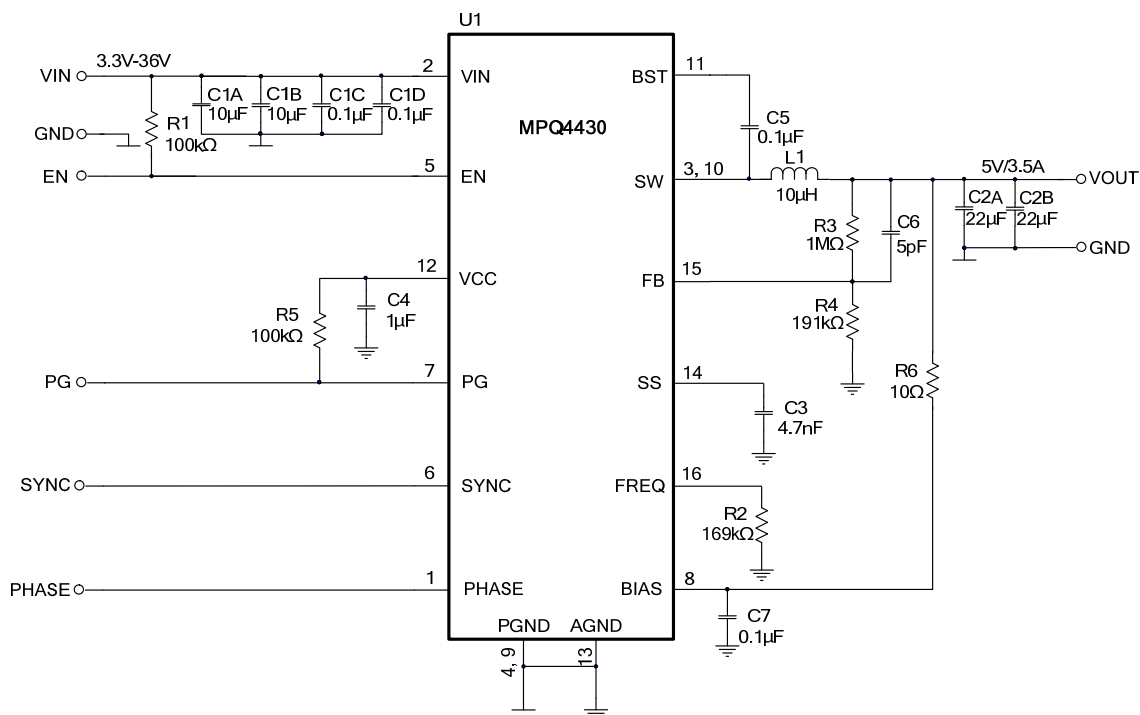 U1
MPQ4430
VIN
3.3V-36V
2
VIN
C1A
10µF
C1B
10µF
C1C
0.1µF
C1D
0.1µF
GND
R1
100kΩ
EN
5
EN
12
VCC
C4
1µF
R5
100kΩ
PG
7
PG
SYNC
6
SYNC
PHASE
1
PHASE
PGND
AGND
4, 9
13
BST
11
C5
0.1µF
SW
3, 10
L1
10µH
5V/3.5A
VOUT
R3
1MΩ
C6
5pF
C2A
22µF
C2B
22µF
GND
FB
15
R4
191kΩ
R6
10Ω
SS
14
C3
4.7nF
FREQ
16
R2
169kΩ
BIAS
8
C7
0.1µF